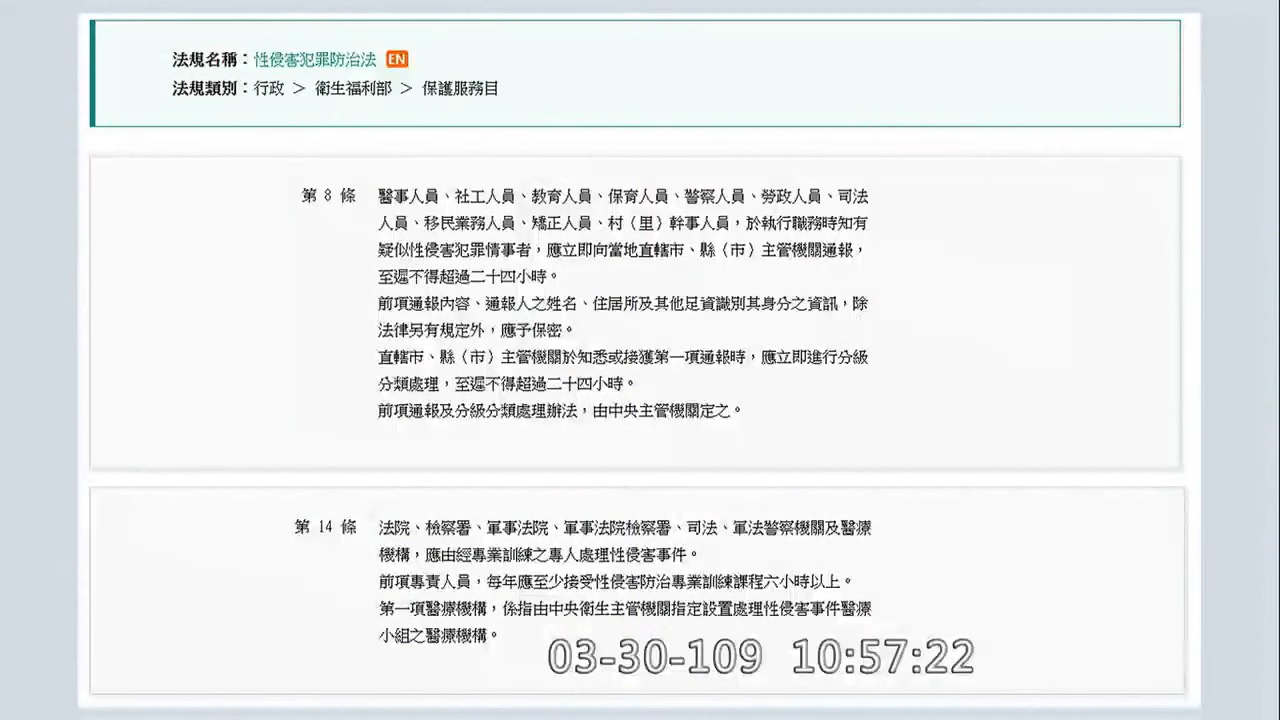 法規名稱：性侵害犯罪防治法 EN
法規類別：行政 ＞ 衛生福利部 ＞ 保護服務目
第 8 條 醫事人員、社工人員、教育人員、保育人員、警察人員、勞政人員、司法
人員、移民業務人員、矯正人員、村（里）幹事人員，於執行職務時知有
疑似性侵害犯罪情事者，應立即向當地直轄市、縣（市）主管機關通報，
至遲不得超過二十四小時。
前項通報內容、通報人之姓名、住居所及其他足資識別其身分之資訊，除
法律另有規定外，應予保密。
直轄市、縣（市）主管機關於知悉或接獲第一項通報時，應立即進行分級
分類處理，至遲不得超過二十四小時。
前項通報及分級分類處理辦法，由中央主管機關定之。
第 14 條 法院、檢察署、軍事法院、軍事法院檢察署、司法、軍法警察機關及醫療
機構，應由經專業訓練之專人處理性侵害事件。
前項專責人員，每年應至少接受性侵害防治專業訓練課程六小時以上。
第一項醫療機構，係指由中央衛生主管機關指定設置處理性侵害事件醫療
小組之醫療機構。
03-30-109 10:57:22